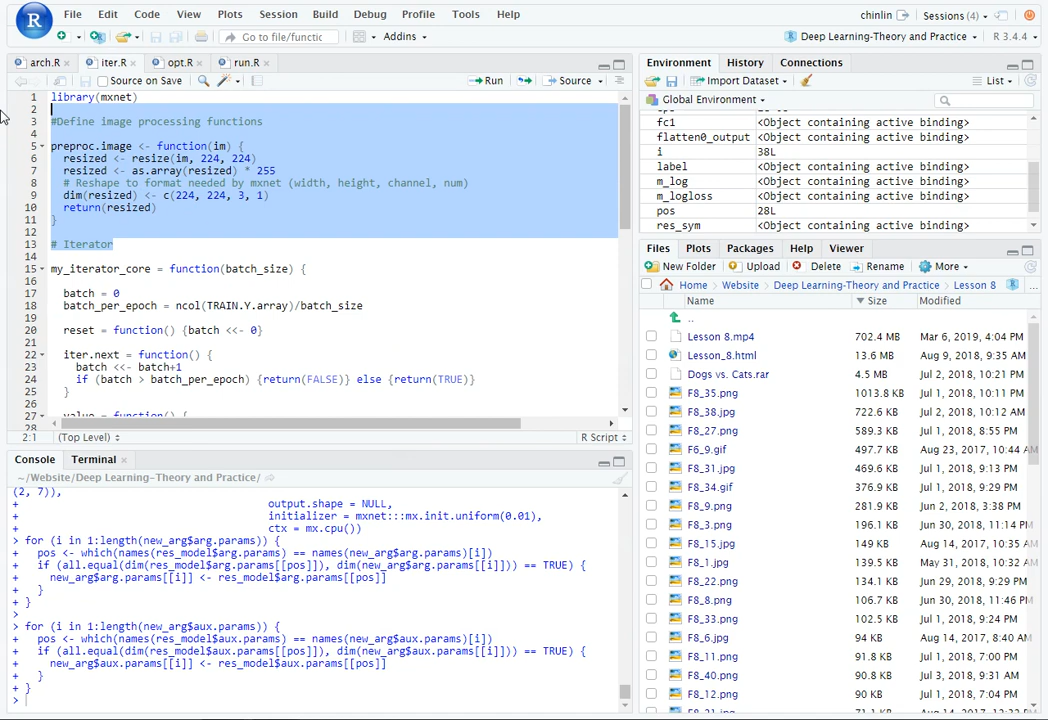 R File Edit Code View Plots Session Build Debug Profile Tools Help chinlin Sessions (4)
Go to file/functic Addins Deep Learning-Theory and Practice R 3.4.4
arch.R iter.R opt.R run.R
Source on Save Run Source
1 library(mxnet)
2
3 #Define image processing functions
4
5 preproc.image <- function(im) {
6 resized <- resize(im, 224, 224)
7 resized <- as.array(resized) * 255
8 # Reshape to format needed by mxnet (width, height, channel, num)
9 dim(resized) <- c(224, 224, 3, 1)
10 return(resized)
11 }
12
13 # Iterator
14
15 my_iterator_core = function(batch_size) {
16
17 batch = 0
18 batch_per_epoch = ncol(TRAIN.Y.array)/batch_size
19
20 reset = function() {batch <<- 0}
21
22 iter.next = function() {
23 batch <<- batch+1
24 if (batch > batch_per_epoch) {return(FALSE)} else {return(TRUE)}
25 }
26
27 value = function() {
28
2:1 (Top Level) R Script
Console Terminal
~/Website/Deep Learning-Theory and Practice/
(2, 7)),
+ output.shape = NULL,
+ initializer = mxnet:::mx.init.uniform(0.01),
+ ctx = mx.cpu())
> for (i in 1:length(new_arg$arg.params)) {
+ pos <- which(names(res_model$arg.params) == names(new_arg$arg.params)[i])
+ if (all.equal(dim(res_model$arg.params[[pos]]), dim(new_arg$arg.params[[i]])) == TRUE) {
+ new_arg$arg.params[[i]] <- res_model$arg.params[[pos]]
+ }
+ }
>
> for (i in 1:length(new_arg$aux.params)) {
+ pos <- which(names(res_model$aux.params) == names(new_arg$aux.params)[i])
+ if (all.equal(dim(res_model$aux.params[[pos]]), dim(new_arg$aux.params[[i]])) == TRUE) {
+ new_arg$aux.params[[i]] <- res_model$aux.params[[pos]]
+ }
+ }
>
Environment History Connections
Import Dataset List
Global Environment
fc1 <Object containing active binding>
flatten0_output <Object containing active binding>
i 38L
label <Object containing active binding>
m_log <Object containing active binding>
m_logloss <Object containing active binding>
pos 28L
res_sym <Object containing active binding>
Files Plots Packages Help Viewer
New Folder Upload Delete Rename More
Home Website Deep Learning-Theory and Practice Lesson 8 ...
Name Size Modified
..
Lesson 8.mp4 702.4 MB Mar 6, 2019, 4:04 PM
Lesson_8.html 13.6 MB Aug 9, 2018, 9:35 AM
Dogs vs. Cats.rar 4.5 MB Jul 2, 2018, 10:21 PM
F8_35.png 1013.8 KB Jul 1, 2018, 10:11 PM
F8_38.jpg 722.6 KB Jul 2, 2018, 10:12 AM
F8_27.png 589.3 KB Jul 1, 2018, 8:55 PM
F6_9.gif 497.7 KB Aug 23, 2017, 10:44 AM
F8_31.jpg 469.6 KB Jul 1, 2018, 9:13 PM
F8_34.gif 376.9 KB Jul 1, 2018, 9:29 PM
F8_9.png 281.9 KB Jun 2, 2018, 3:38 PM
F8_3.png 196.1 KB Jun 30, 2018, 11:14 PM
F8_15.jpg 149 KB Aug 14, 2017, 10:35 AM
F8_1.jpg 139.5 KB May 31, 2018, 10:32 AM
F8_22.png 134.1 KB Jun 29, 2018, 9:29 PM
F8_8.png 106.7 KB Jun 30, 2018, 11:46 PM
F8_33.png 102.5 KB Jul 1, 2018, 9:24 PM
F8_6.jpg 94 KB Aug 14, 2017, 8:40 AM
F8_11.png 91.8 KB Jul 1, 2018, 7:00 PM
F8_40.png 90.8 KB Jul 3, 2018, 9:31 AM
F8_12.png 90 KB Jul 1, 2018, 7:04 PM